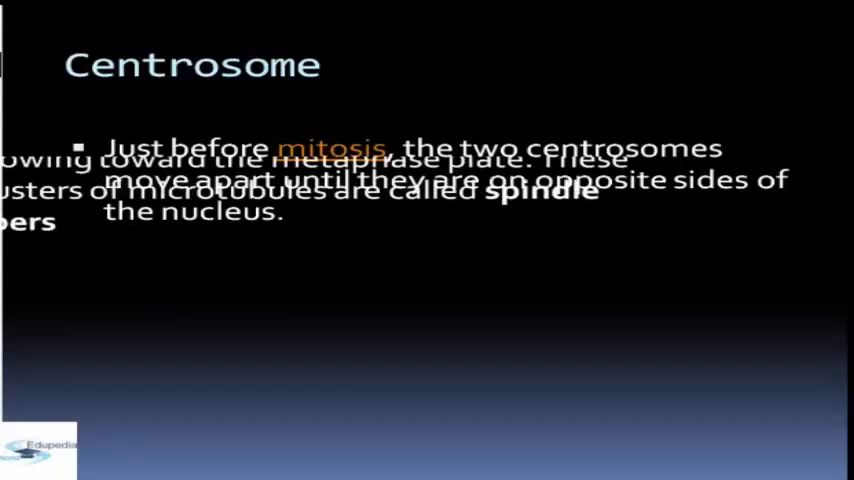 Centrosome
Just before mitosis, the two centrosomes
move apart until they are on opposite sides of
the nucleus.
owing toward the metaphase plate. These
usters of microtubules are called spindle
bers
Edupedia
World